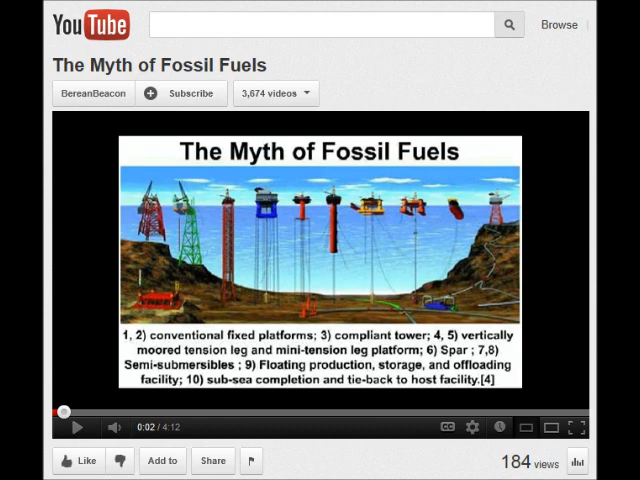 YouTube
Browse
The Myth of Fossil Fuels
BereanBeacon Subscribe 3,674 videos
The Myth of Fossil Fuels
1, 2) conventional fixed platforms; 3) compliant tower; 4, 5) vertically
moored tension leg and mini-tension leg platform; 6) Spar ; 7,8)
Semi-submersibles ; 9) Floating production, storage, and offloading
facility; 10) sub-sea completion and tie-back to host facility.[4]
0:02 / 4:12 CC
Like Add to Share 184 views